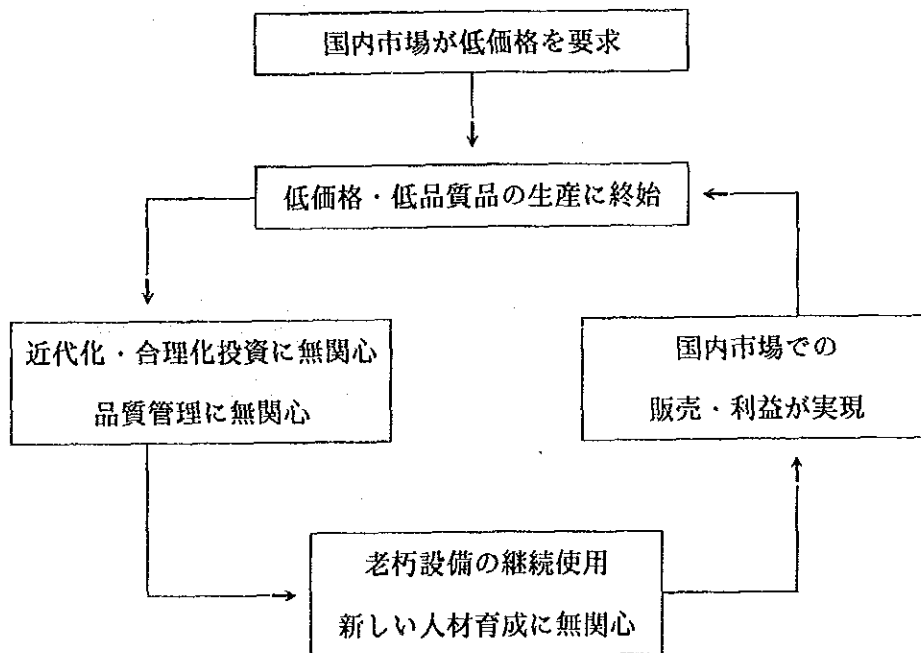 国内市場が低価格を要求
低価格・低品質品の生産に終始
近代化・合理化投資に無関心
品質管理に無関心
国内市場での
販売・利益が実現
老朽設備の継続使用
新しい人材育成に無関心